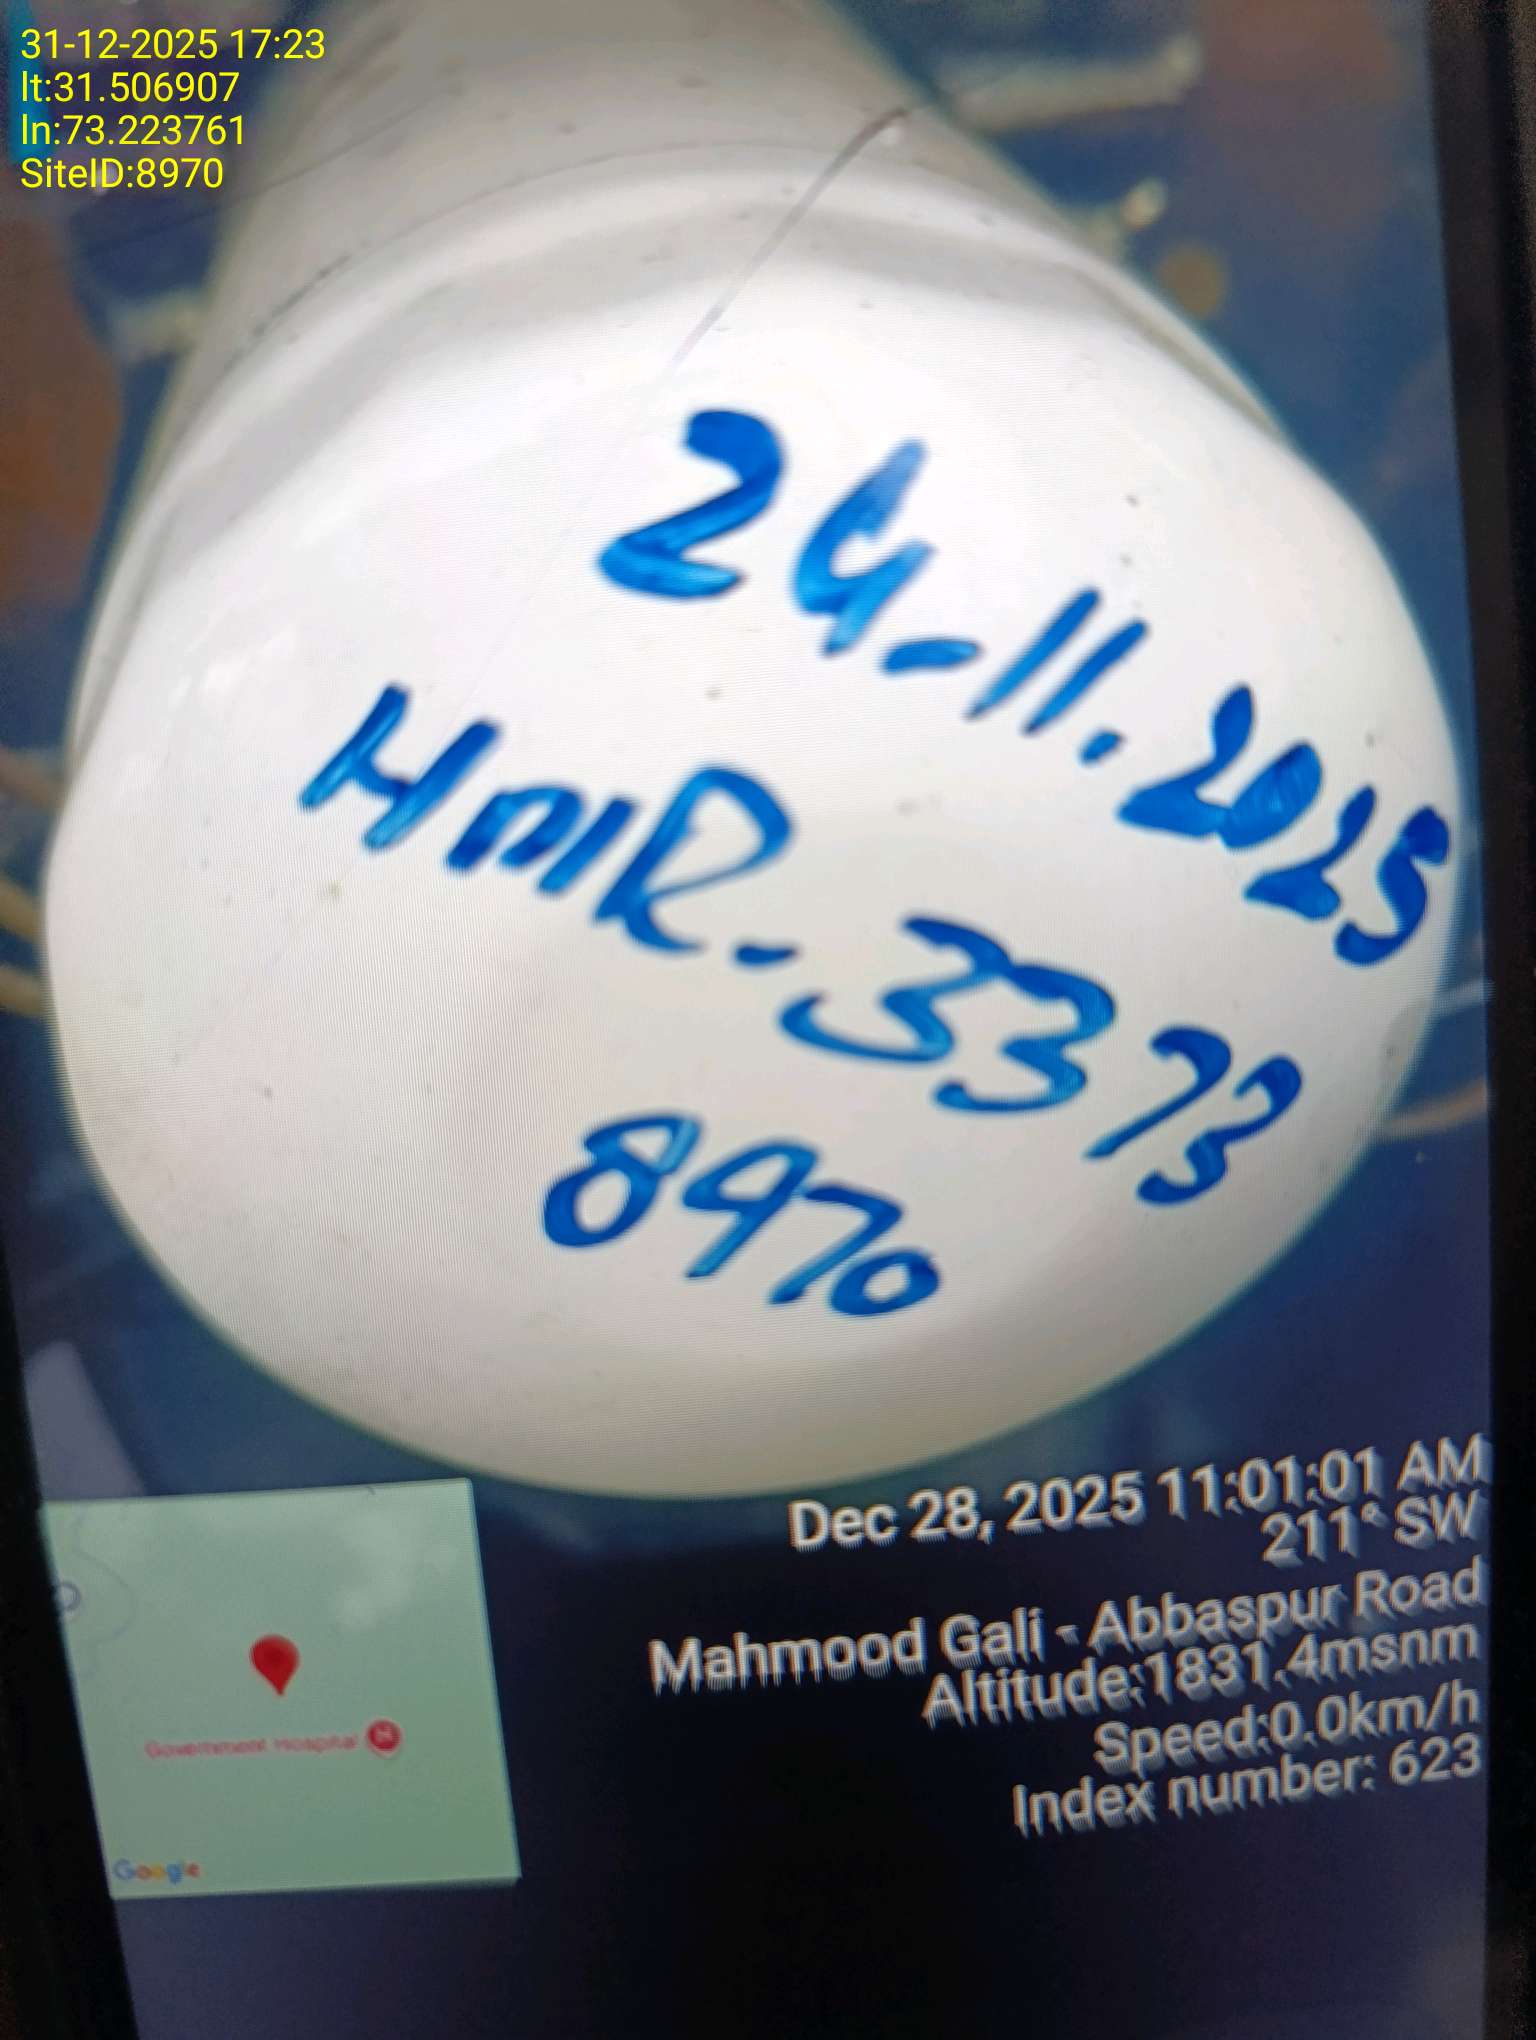 31-12-2025 17:23
lt:31.506907
ln:73.223761
SiteID:8970
24-11.2025
HMR-3373
8970
Dec 28, 2025 11:01:01 AM
211° SW
Mahmood Gali - Abbaspur Road
Altitude:1831.4msnm
Speed:0.0km/h
Index number: 623
Government Hospital H
Google